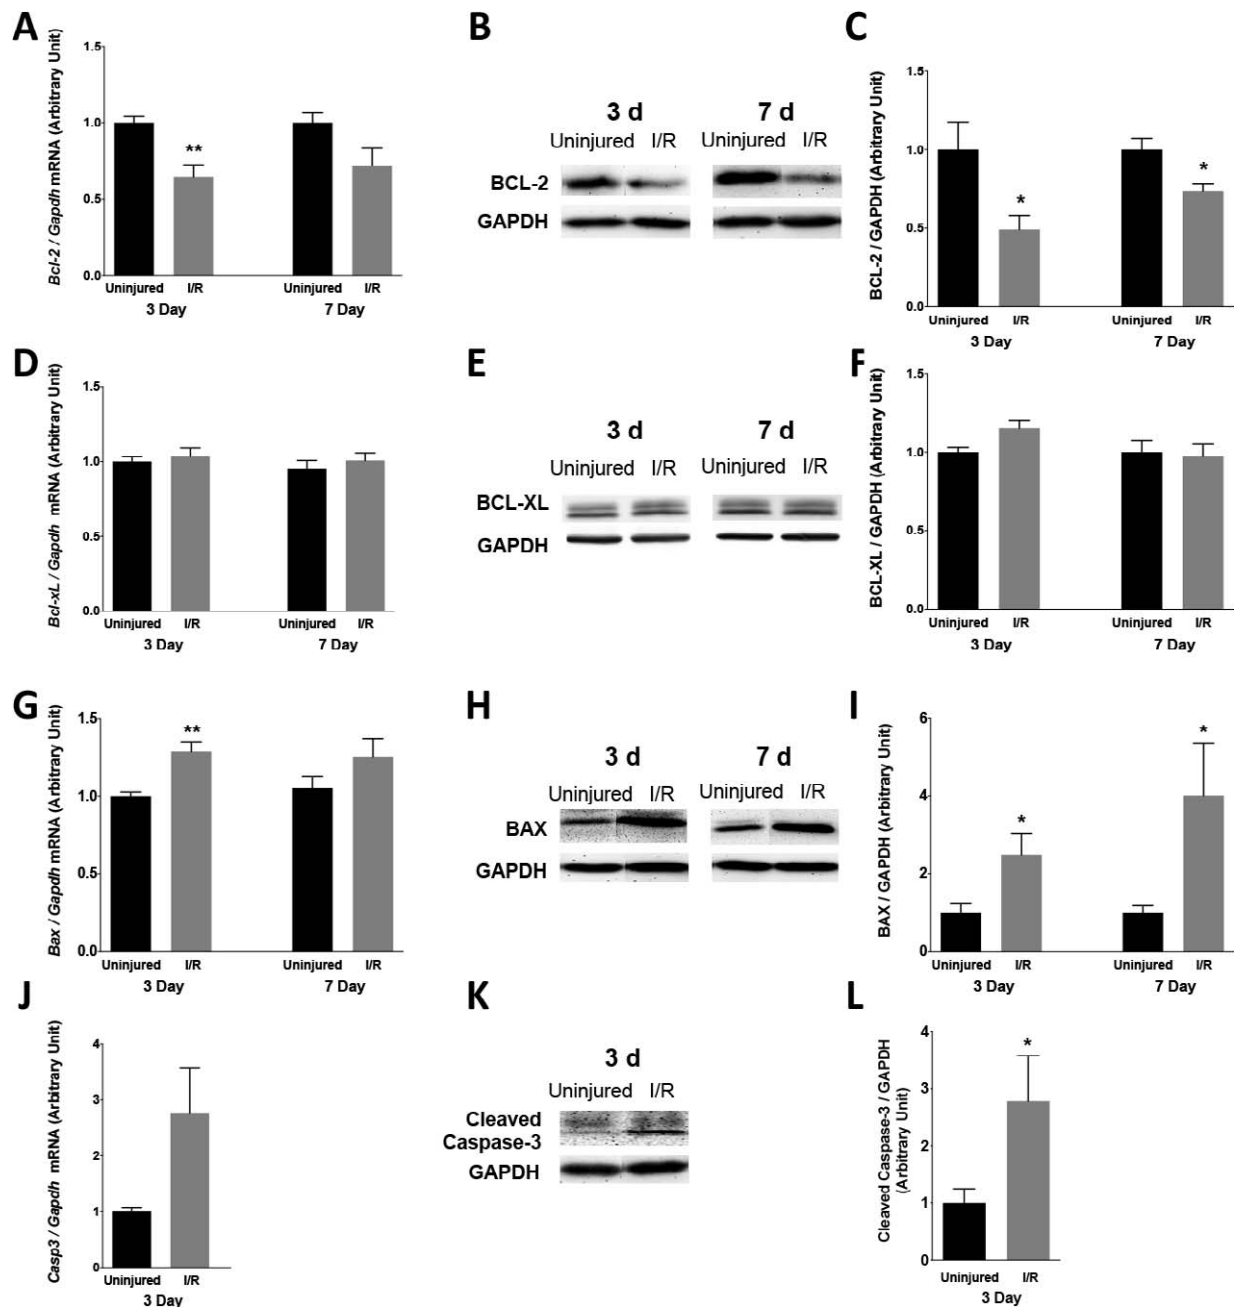 A
Bcl-2 / Gapdh mRNA (Arbitrary Unit)
1.5
1.0
0.5
0.0
**
Uninjured I/R Uninjured I/R
3 Day 7 Day
B
3 d 7 d
Uninjured I/R Uninjured I/R
BCL-2
GAPDH
C
BCL-2 / GAPDH (Arbitrary Unit)
1.5
1.0
0.5
0.0
* *
Uninjured I/R Uninjured I/R
3 Day 7 Day
D
Bcl-xL / Gapdh mRNA (Arbitrary Unit)
1.5
1.0
0.5
0.0
Uninjured I/R Uninjured I/R
3 Day 7 Day
E
3 d 7 d
Uninjured I/R Uninjured I/R
BCL-XL
GAPDH
F
BCL-XL / GAPDH (Arbitrary Unit)
1.5
1.0
0.5
0.0
Uninjured I/R Uninjured I/R
3 Day 7 Day
G
Bax / Gapdh mRNA (Arbitrary Unit)
1.5
1.0
0.5
0.0
**
Uninjured I/R Uninjured I/R
3 Day 7 Day
H
3 d 7 d
Uninjured I/R Uninjured I/R
BAX
GAPDH
I
BAX / GAPDH (Arbitrary Unit)
6
4
2
0
* *
Uninjured I/R Uninjured I/R
3 Day 7 Day
J
Casp3 / Gapdh mRNA (Arbitrary Unit)
4
3
2
1
0
Uninjured I/R
3 Day
K
3 d
Uninjured I/R
Cleaved
Caspase-3
GAPDH
L
Cleaved Caspase-3 / GAPDH
(Arbitrary Unit)
4
3
2
1
0
*
Uninjured I/R
3 Day